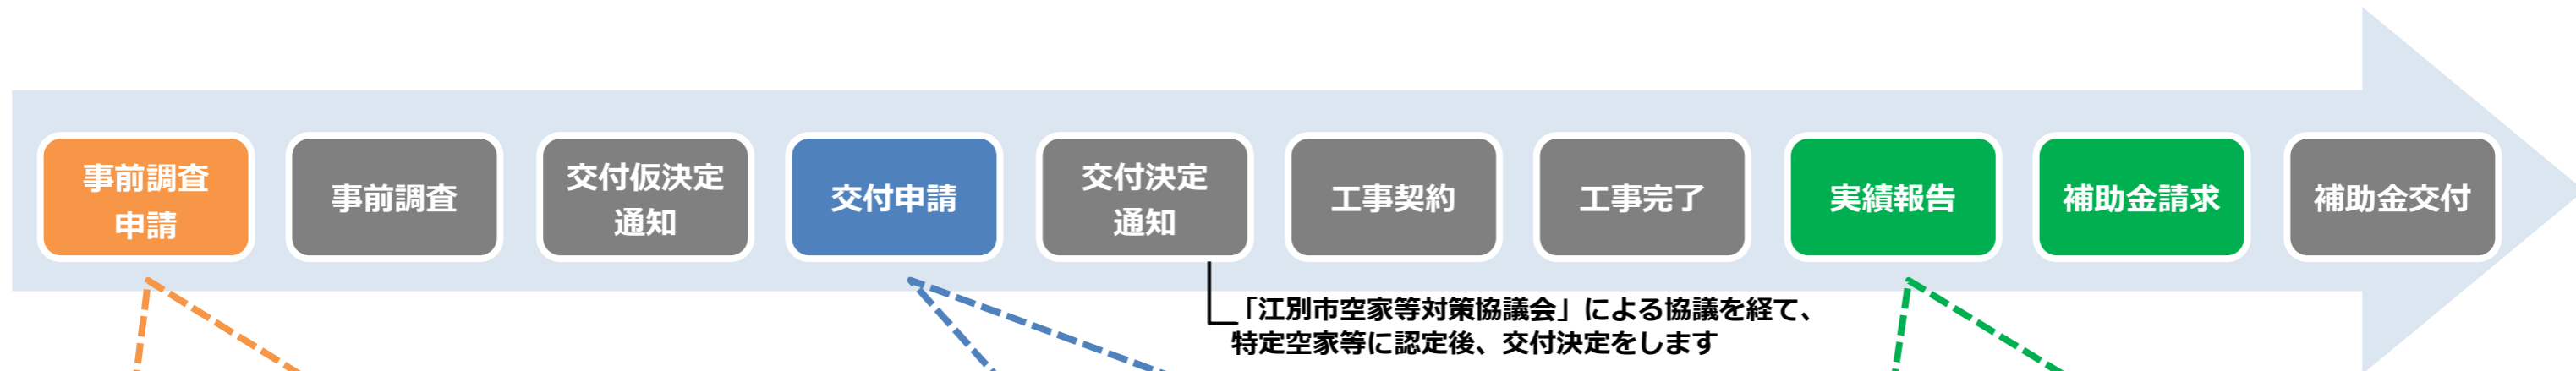 事前調査
申請
事前調査
交付仮決定
通知
交付申請
交付決定
通知
工事契約
工事完了
実績報告
補助金請求
補助金交付
「江別市空家等対策協議会」による協議を経て、
特定空家等に認定後、交付決定をします